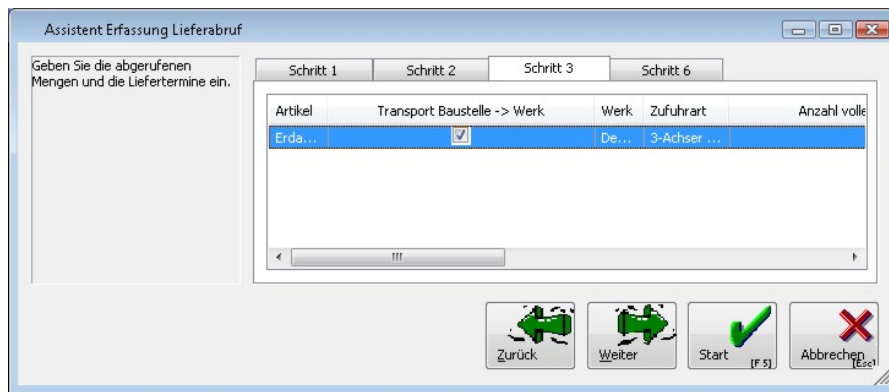 Assistent Erfassung Lieferabruf
Geben Sie die abgerufenen
Mengen und die Liefertermine ein.
Schritt 1 Schritt 2 Schritt 3 Schritt 6
Artikel Transport Baustelle -> Werk Werk Zufuhrart Anzahl volle
Erda... De... 3-Achser ...
Zurück Weiter Start [F 5] Abbrechen [Esc]